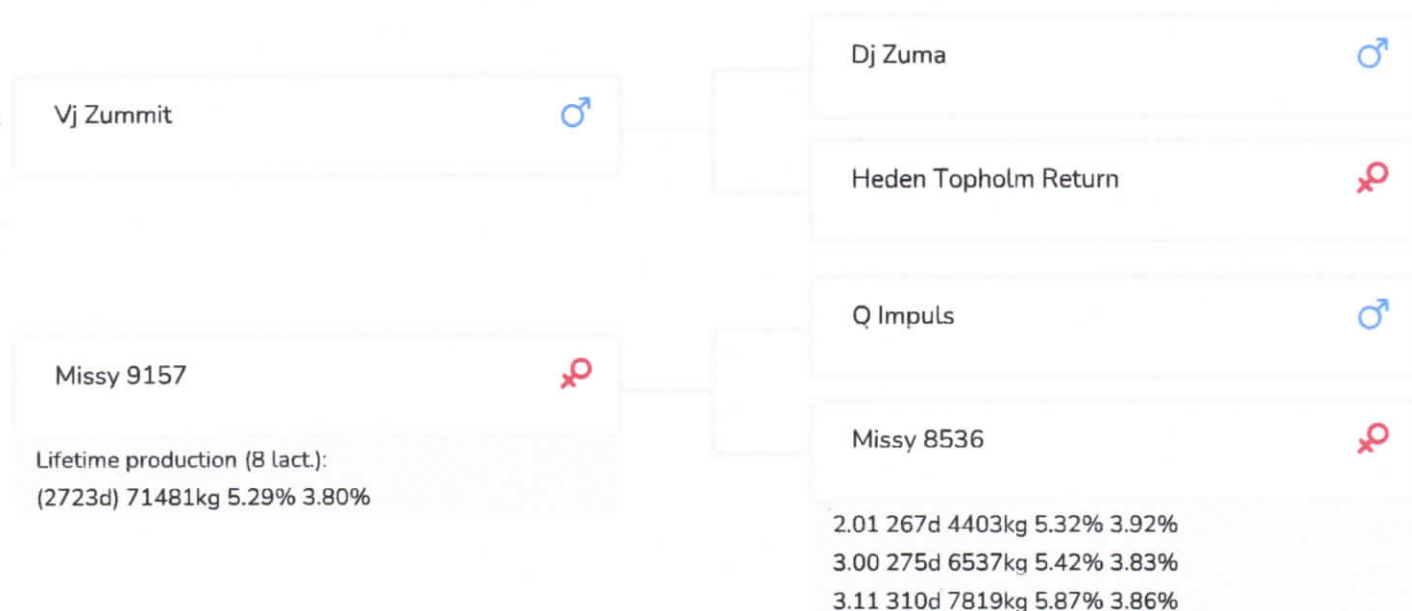 Dj Zuma
Vj Zummit
Heden Topholm Return
Q Impuls
Missy 9157
Lifetime production (8 lact.):
(2723d) 71481kg 5.29% 3.80%
Missy 8536
2.01 267d 4403kg 5.32% 3.92%
3.00 275d 6537kg 5.42% 3.83%
3.11 310d 7819kg 5.87% 3.86%